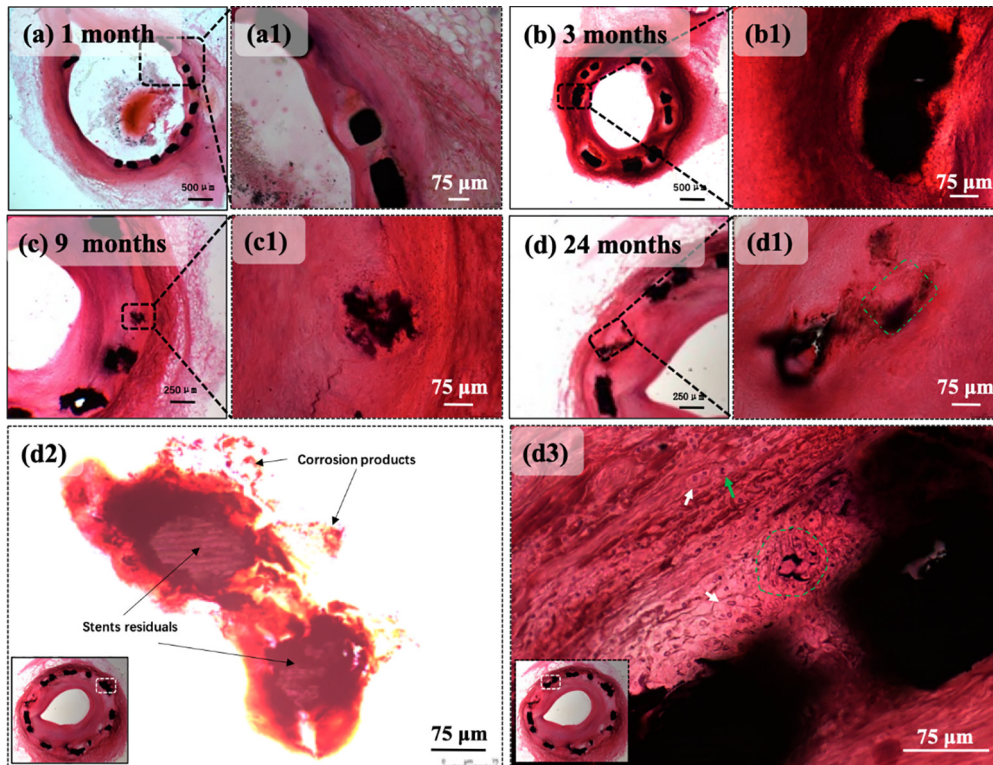 (a) 1 month
500 μm
(a1)
75 μm
(b) 3 months
500 μm
(b1)
75 μm
(c) 9 months
250 μm
(c1)
75 μm
(d) 24 months
250 μm
(d1)
75 μm
(d2)
Corrosion products
Stents residuals
75 μm
(d3)
75 μm